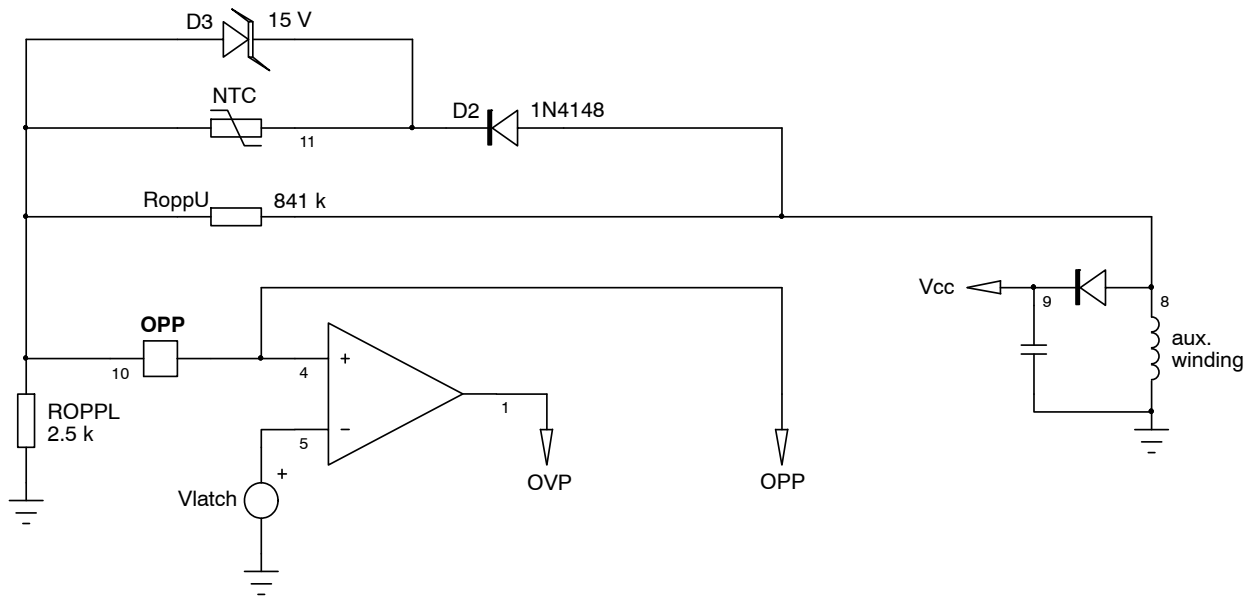 D3 15 V
NTC
11
D2 1N4148
RoppU 841 k
Vcc
9
8
aux.
winding
OPP
10
4
+
ROPPL
2.5 k
1
5
−
+
Vlatch
OVP
OPP